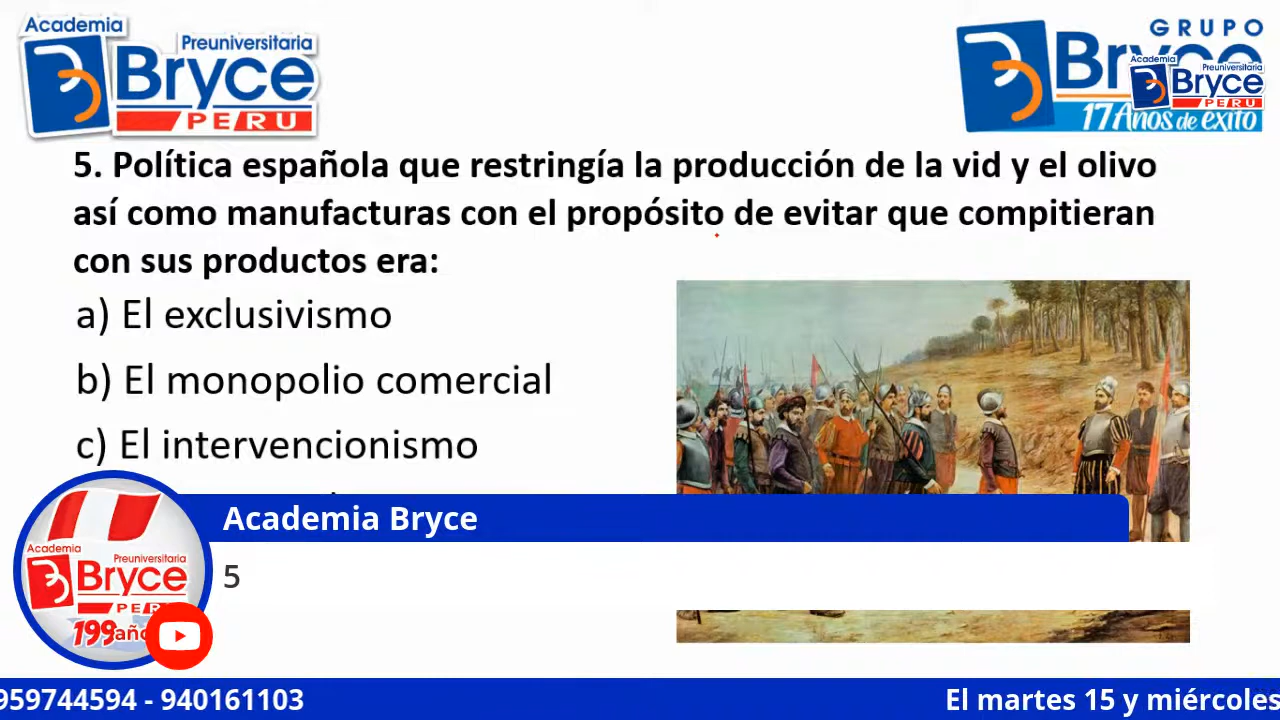 Academia
Preuniversitaria
Bryce
PERU
GRUPO
Academia
Preuniversitaria
Bryce
PERU
17 Años de éxito
5. Política española que restringía la producción de la vid y el olivo
así como manufacturas con el propósito de evitar que compitieran
con sus productos era:
a) El exclusivismo
b) El monopolio comercial
c) El intervencionismo
Academia Bryce
5
Academia
Preuniversitaria
Bryce
199
959744594 - 940161103
El martes 15 y miércoles